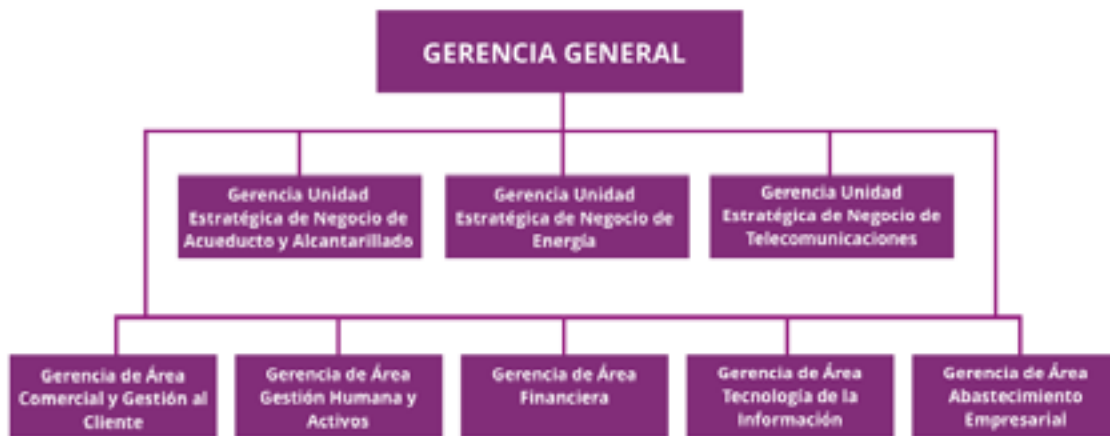 GERENCIA GENERAL
Gerencia Unidad
Estratégica de Negocio de
Acueducto y Alcantarillado
Gerencia Unidad
Estratégica de Negocio de
Energía
Gerencia Unidad
Estratégica de Negocio de
Telecomunicaciones
Gerencia de Área
Comercial y Gestión al
Cliente
Gerencia de Área
Gestión Humana y
Activos
Gerencia de Área
Financiera
Gerencia de Área
Tecnología de la
Información
Gerencia de Área
Abastecimiento
Empresarial